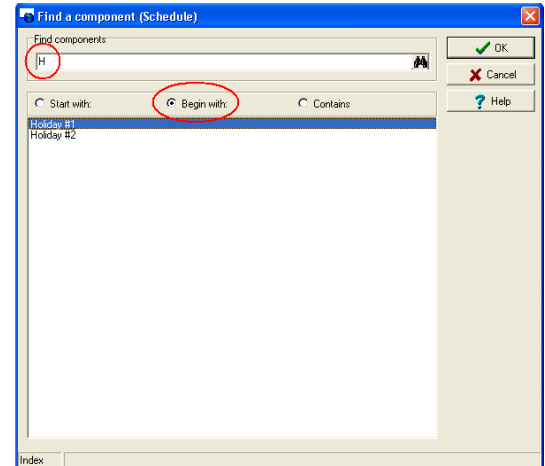 Find a component (Schedule)
Find components
H
OK
Cancel
Help
Start with:
Begin with:
Contains
Holiday #1
Holiday #2
Index